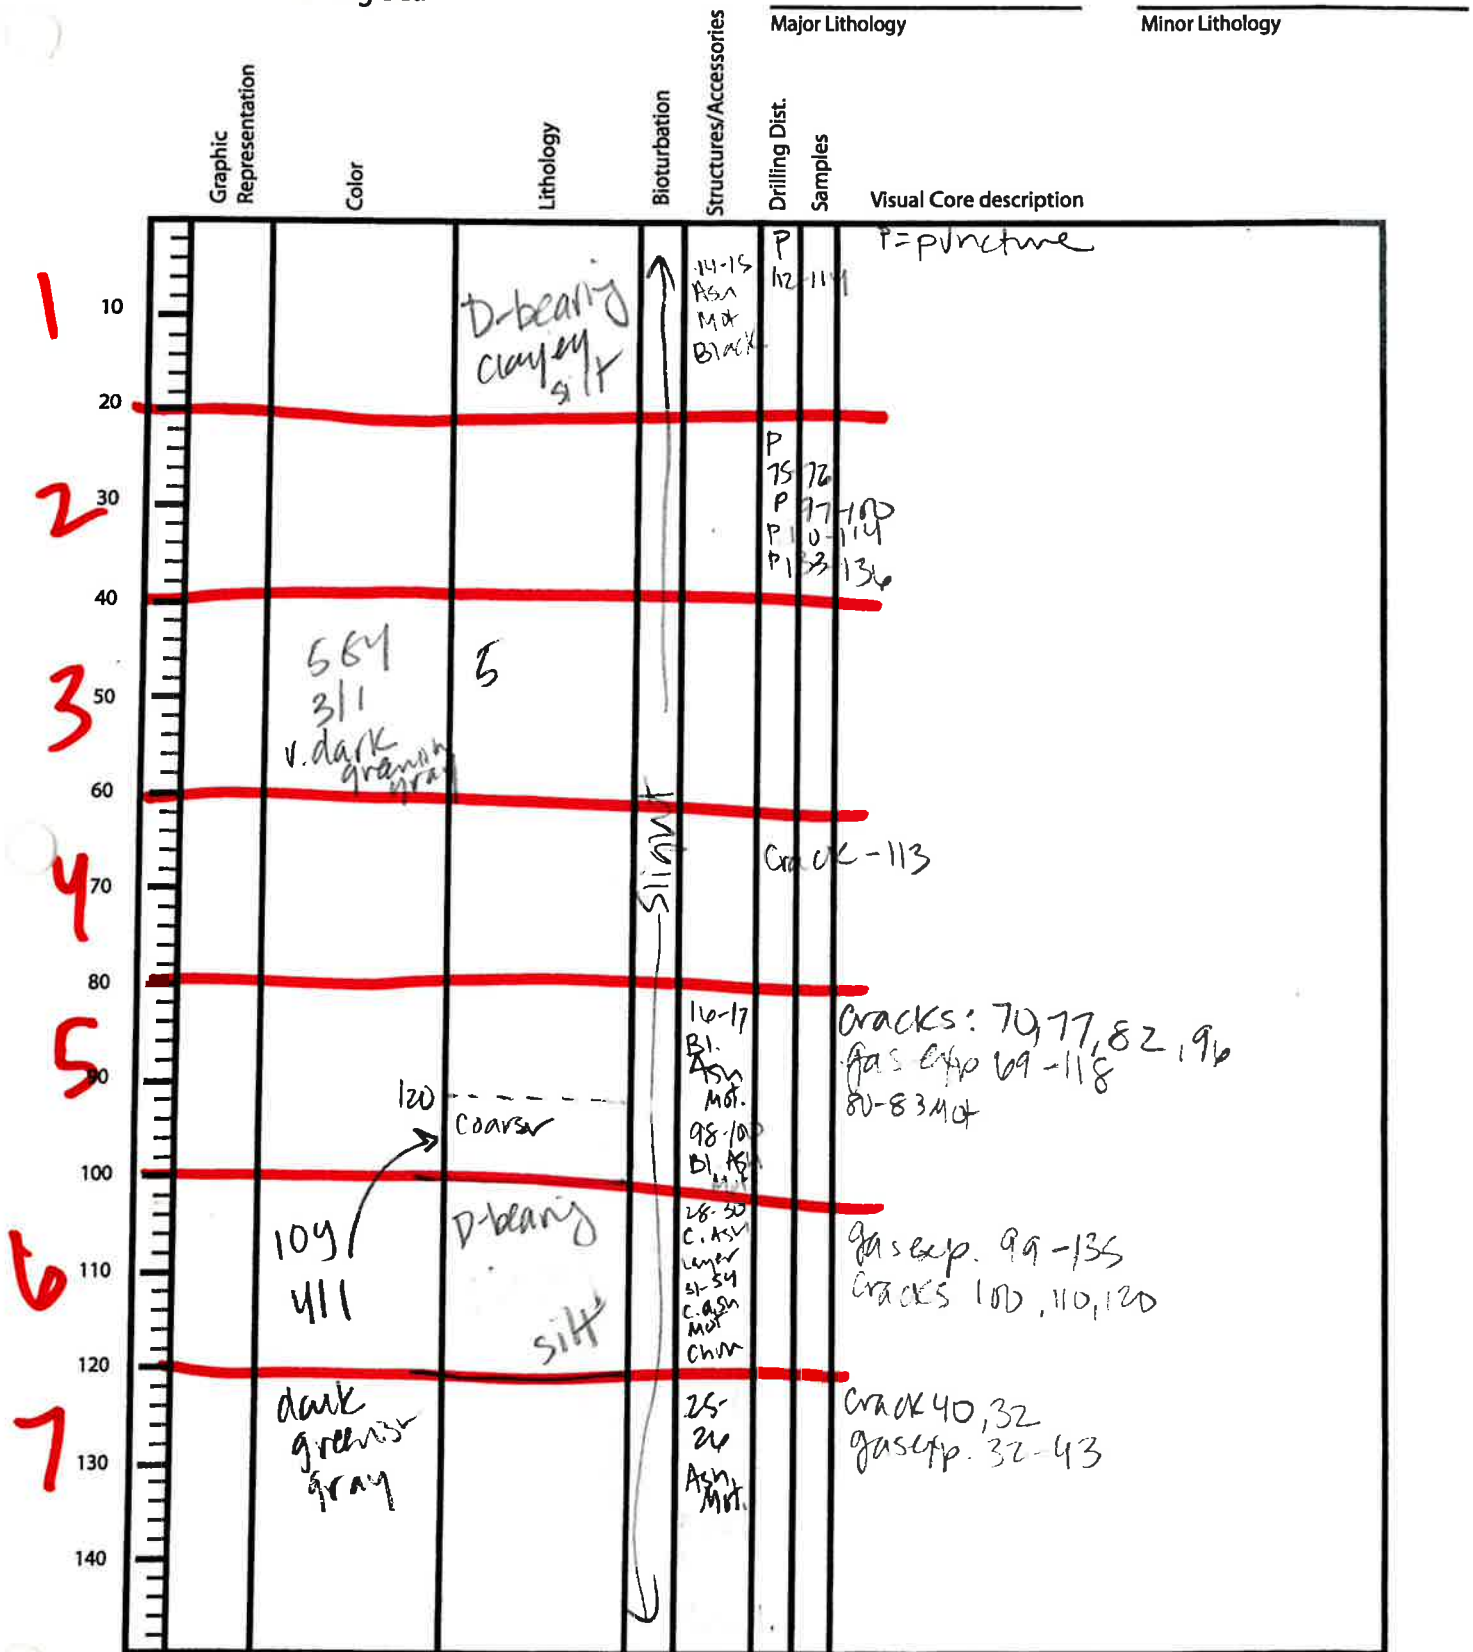 Major Lithology
Minor Lithology
Graphic
Representation
Color
Lithology
Bioturbation
Structures/Accessories
Drilling Dist.
Samples
Visual Core description
P=puncture
1
10
D-bearing
clayey
silt
14-15
Ash
Mot
Black
P
112-114
20
2
30
P
75 76
P 97-100
P 110-114
P 133-136
40
3
50
5GY
3/1
v. dark
greenish
gray
5
60
Slight
4
70
Crack -113
80
5
90
120
coarser
16-17
Bl.
Ash
Mot.
98-100
Bl. Ash
Mot
Cracks: 70, 77, 82, 96
gas exp 69-118
80-83 Mot
100
6
110
10Y
4/1
D-bearing
silt
28-30
C. Ash
Layer
51-54
C. ash
Mot
gas exp. 99-135
Cracks 100, 110, 120
120
7
130
dark
greenish
gray
25-
26
Ash
Mot.
Crack 40, 32
gas exp. 32-43
140